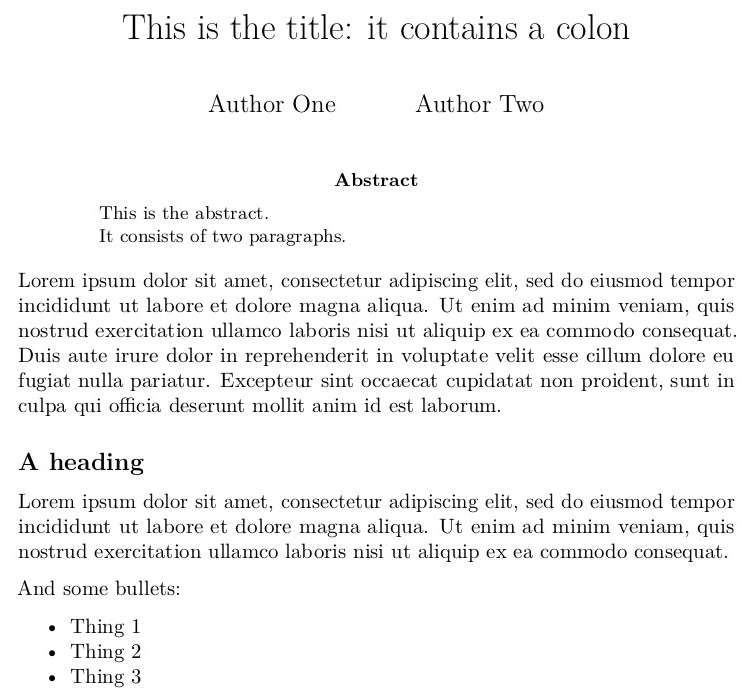 This is the title: it contains a colon
Author One Author Two
Abstract
This is the abstract.
It consists of two paragraphs.
Lorem ipsum dolor sit amet, consectetur adipiscing elit, sed do eiusmod tempor
incididunt ut labore et dolore magna aliqua. Ut enim ad minim veniam, quis
nostrud exercitation ullamco laboris nisi ut aliquip ex ea commodo consequat.
Duis aute irure dolor in reprehenderit in voluptate velit esse cillum dolore eu
fugiat nulla pariatur. Excepteur sint occaecat cupidatat non proident, sunt in
culpa qui officia deserunt mollit anim id est laborum.
A heading
Lorem ipsum dolor sit amet, consectetur adipiscing elit, sed do eiusmod tempor
incididunt ut labore et dolore magna aliqua. Ut enim ad minim veniam, quis
nostrud exercitation ullamco laboris nisi ut aliquip ex ea commodo consequat.
And some bullets:
• Thing 1
• Thing 2
• Thing 3